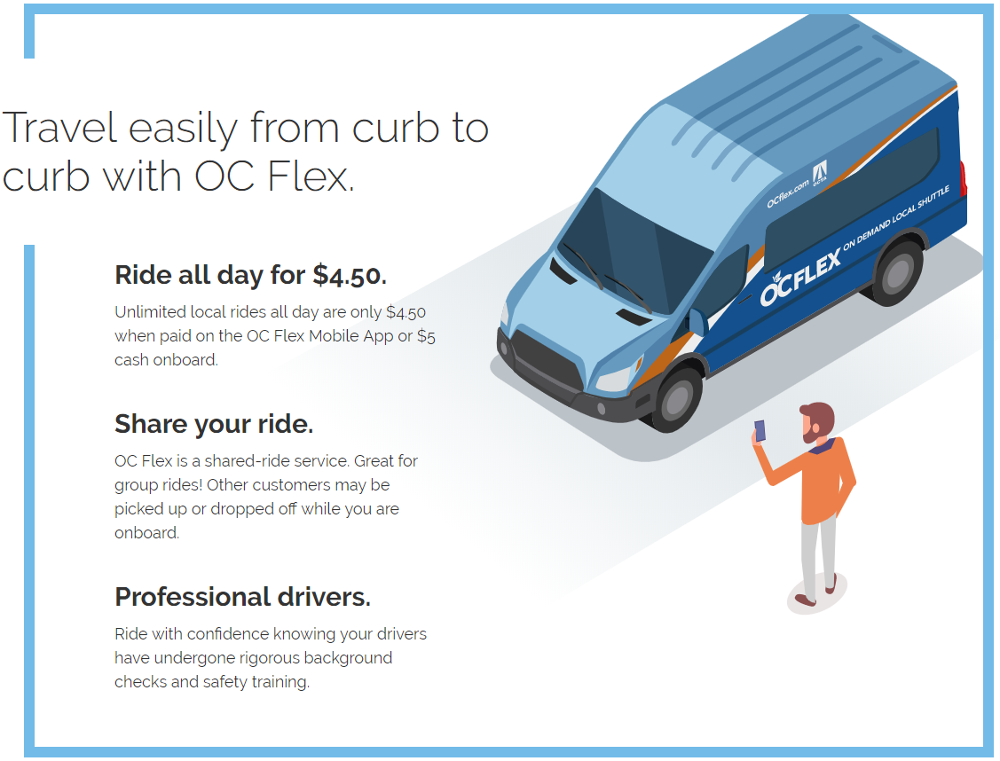 Travel easily from curb to
curb with OC Flex.
Ride all day for $4.50.
Unlimited local rides all day are only $4.50
when paid on the OC Flex Mobile App or $5
cash onboard.
Share your ride.
OC Flex is a shared-ride service. Great for
group rides! Other customers may be
picked up or dropped off while you are
onboard.
Professional drivers.
Ride with confidence knowing your drivers
have undergone rigorous background
checks and safety training.
OCflex.com
OCTA
OC FLEX ON DEMAND LOCAL SHUTTLE